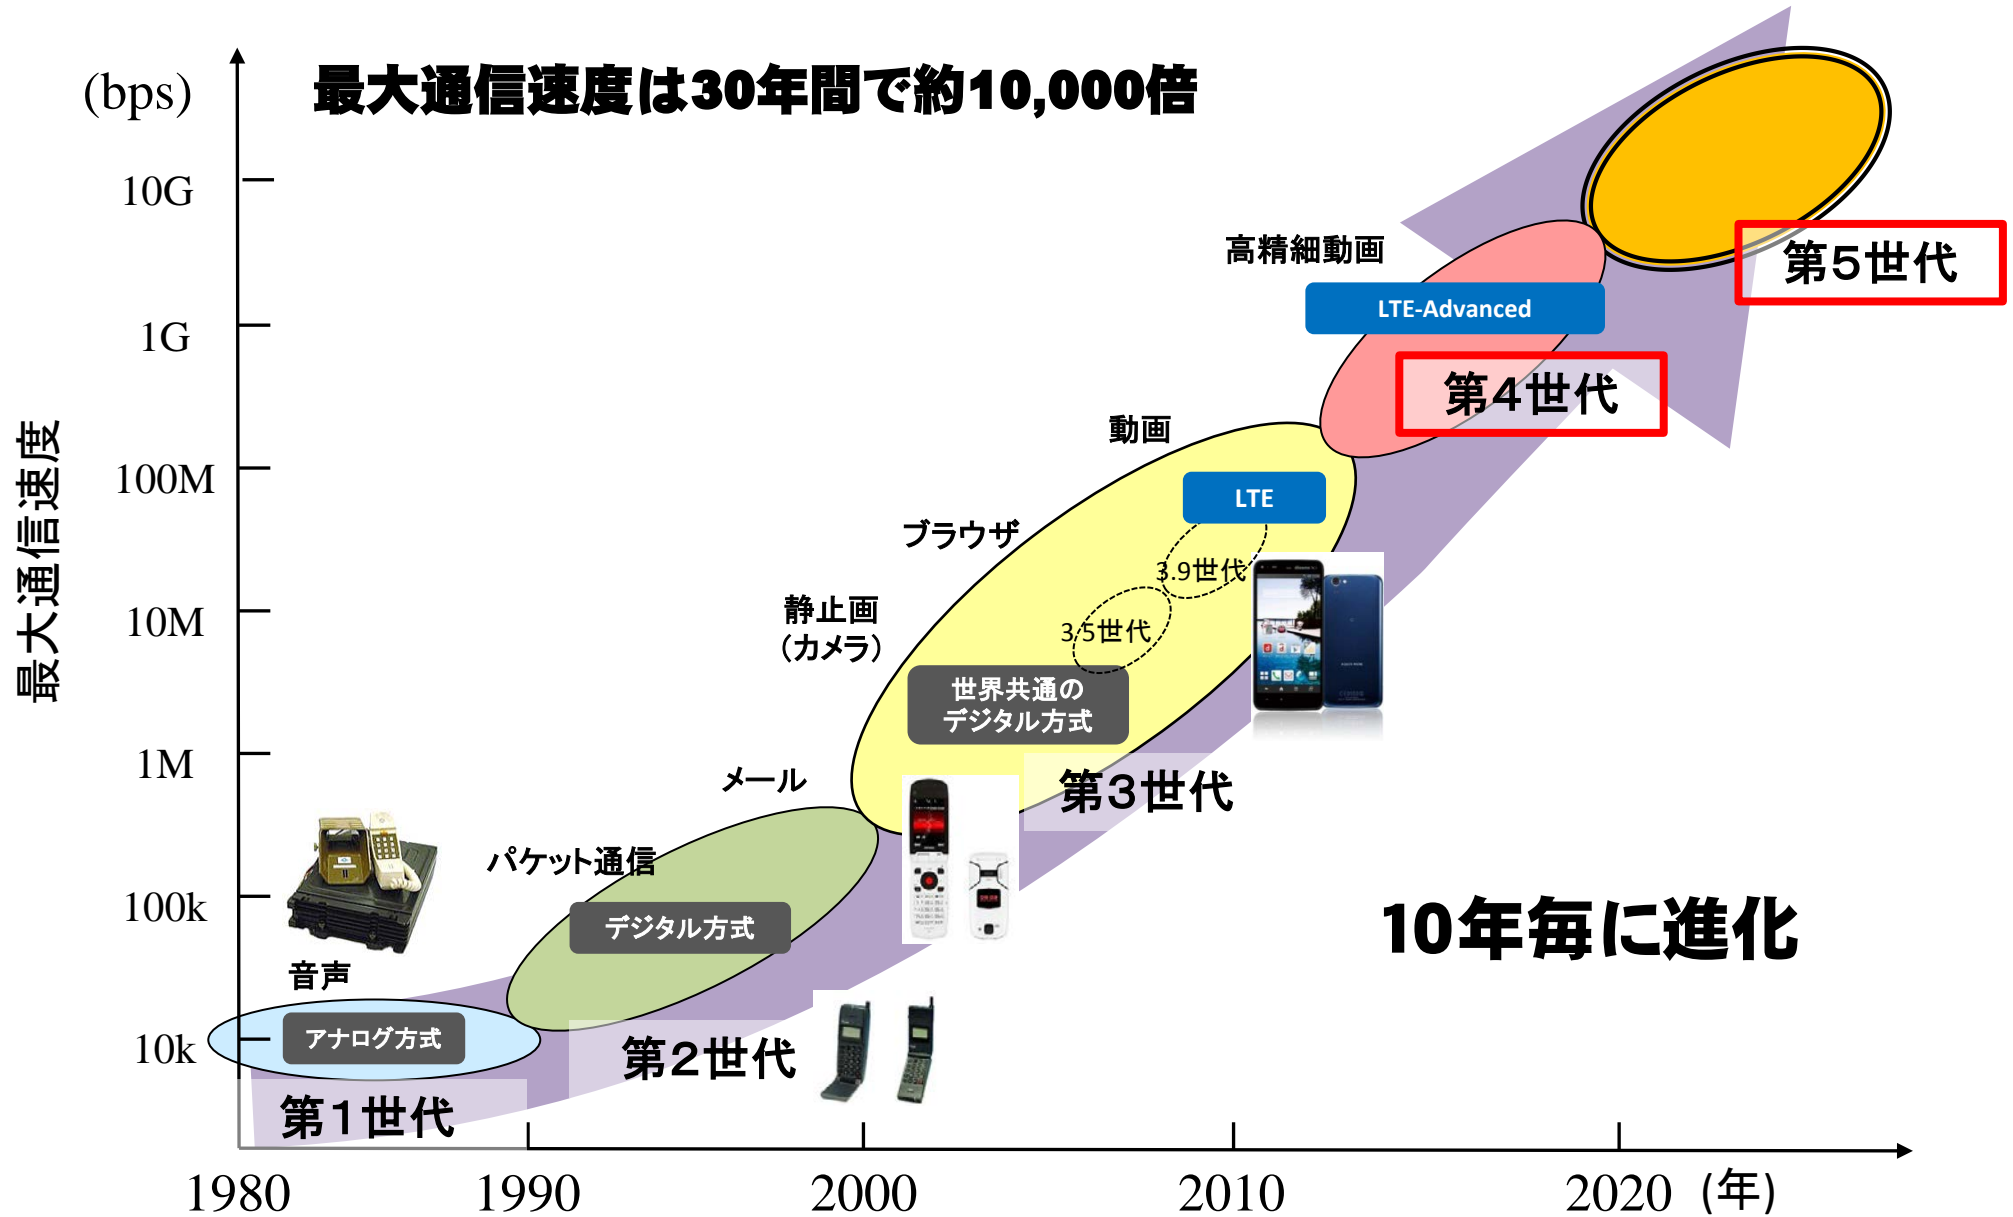 (bps)
最大通信速度は30年間で約10,000倍
10G
1G
100M
10M
1M
100k
10k
最大通信速度
第5世代
高精細動画
LTE-Advanced
第4世代
動画
LTE
ブラウザ
3.9世代
静止画
(カメラ)
3.5世代
世界共通の
デジタル方式
第3世代
メール
パケット通信
デジタル方式
10年毎に進化
音声
アナログ方式
第2世代
第1世代
1980
1990
2000
2010
2020
(年)